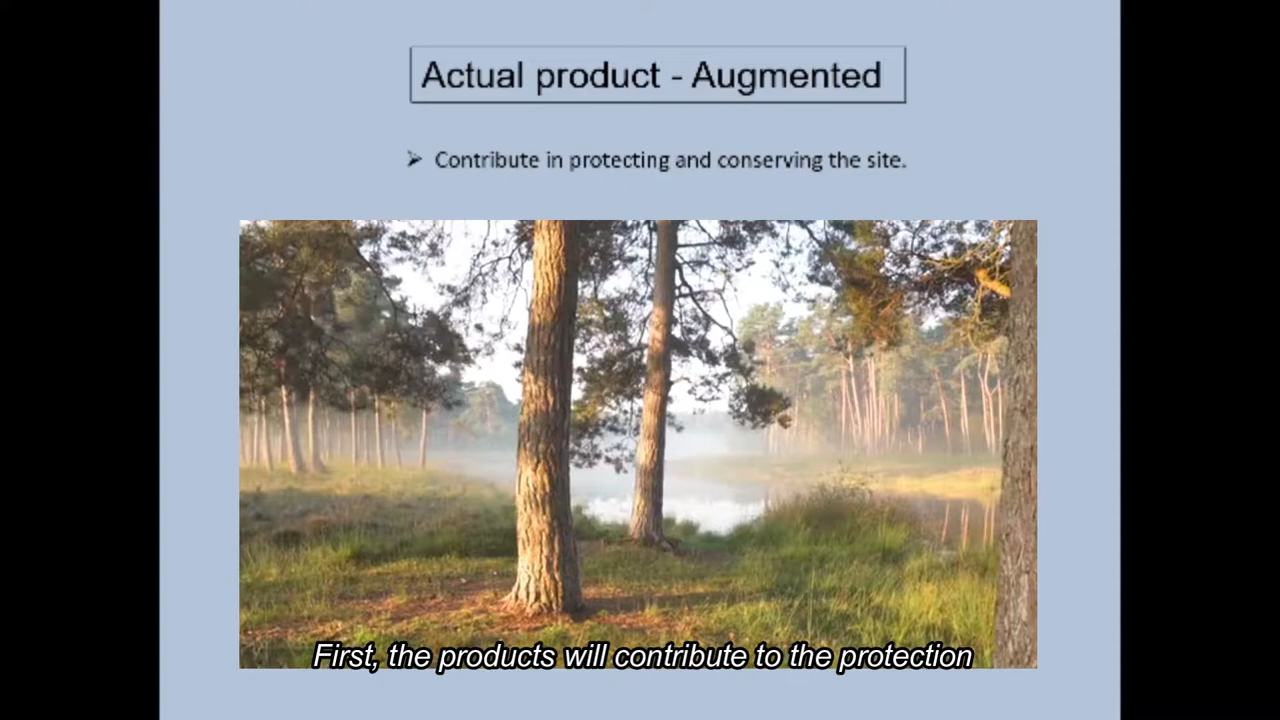 Actual product - Augmented
➢ Contribute in protecting and conserving the site.
First, the products will contribute to the protection